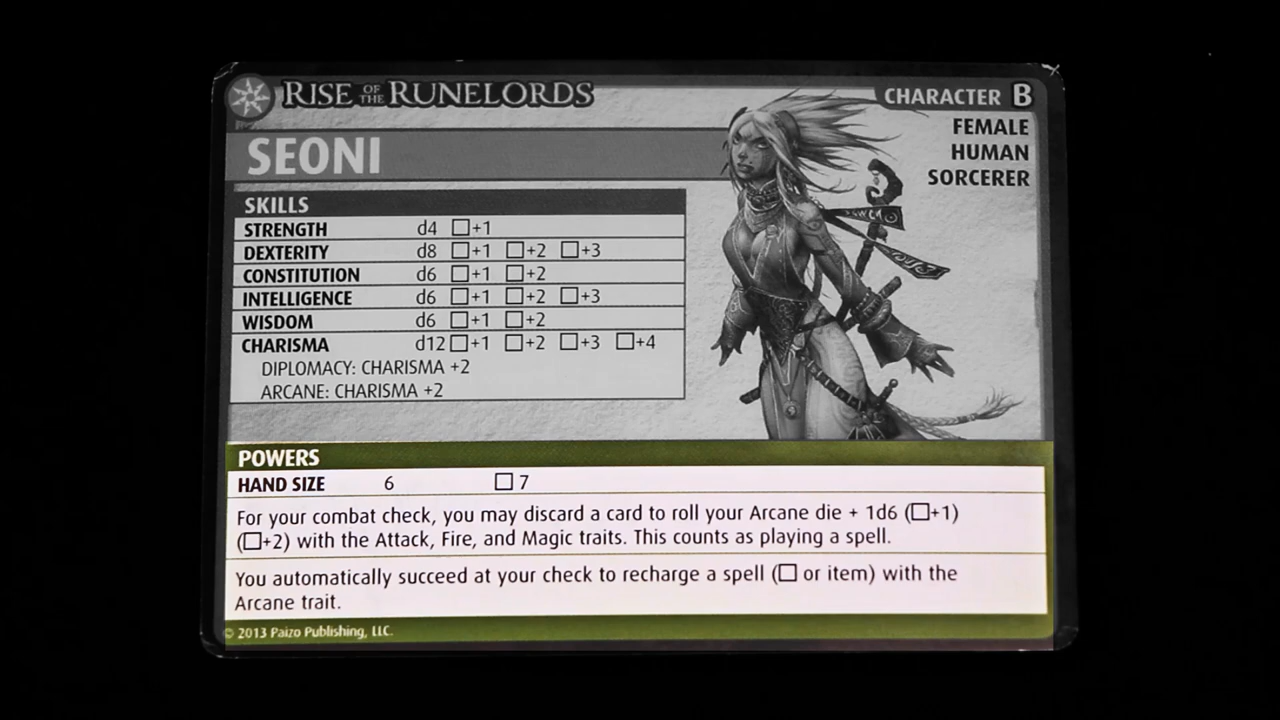 RISE OF THE RUNELORDS
CHARACTER B
SEONI
FEMALE
HUMAN
SORCERER
SKILLS
STRENGTH d4 ☐+1
DEXTERITY d8 ☐+1 ☐+2 ☐+3
CONSTITUTION d6 ☐+1 ☐+2
INTELLIGENCE d6 ☐+1 ☐+2 ☐+3
WISDOM d6 ☐+1 ☐+2
CHARISMA d12 ☐+1 ☐+2 ☐+3 ☐+4
DIPLOMACY: CHARISMA +2
ARCANE: CHARISMA +2
POWERS
HAND SIZE 6 ☐ 7
For your combat check, you may discard a card to roll your Arcane die + 1d6 (☐+1)
(☐+2) with the Attack, Fire, and Magic traits. This counts as playing a spell.
You automatically succeed at your check to recharge a spell (☐ or item) with the
Arcane trait.
© 2013 Paizo Publishing, LLC.